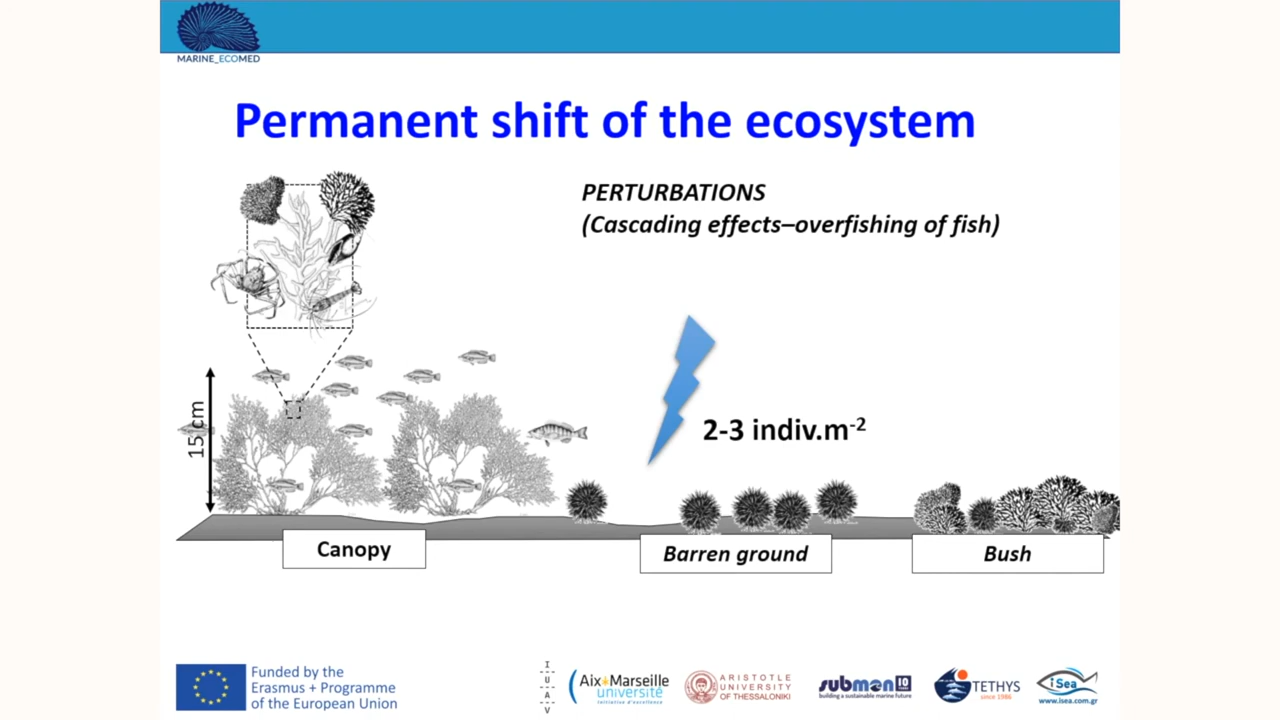 MARINE_ECOMED
Permanent shift of the ecosystem
PERTURBATIONS
(Cascading effects–overfishing of fish)
15 cm
2-3 indiv.m-2
Canopy
Barren ground
Bush
Funded by the
Erasmus + Programme
of the European Union
I
U
A
V
Aix*Marseille
université
Initiative d'excellence
ARISTOTLE
UNIVERSITY
OF THESSALONIKI
submon 10
building a sustainable marine future
TETHYS
since 1986
iSea
www.isea.com.gr